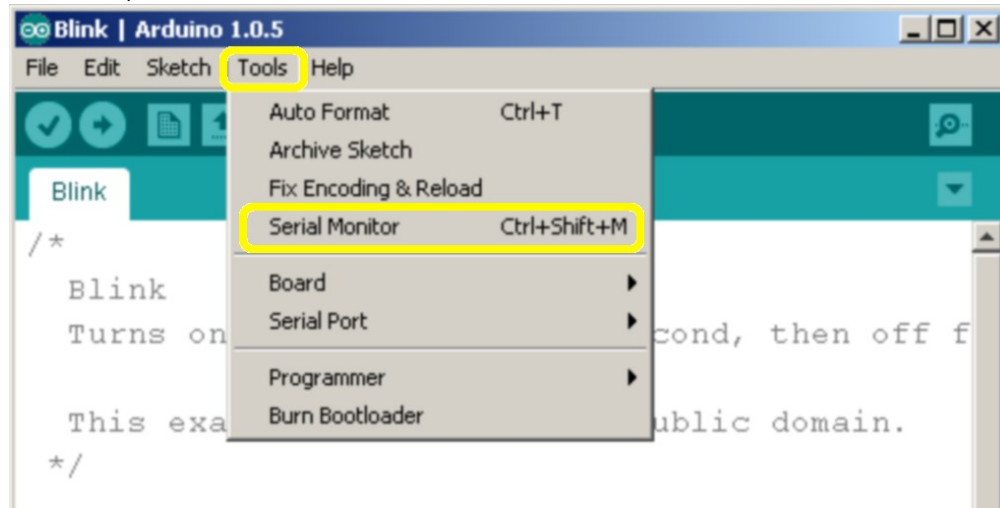 Blink | Arduino 1.0.5
File Edit Sketch Tools Help
Auto Format Ctrl+T
Archive Sketch
Fix Encoding & Reload
Serial Monitor Ctrl+Shift+M
Board
Serial Port
Programmer
Burn Bootloader
Blink
/*
Blink
Turns on cond, then off f
This exa ublic domain.
*/